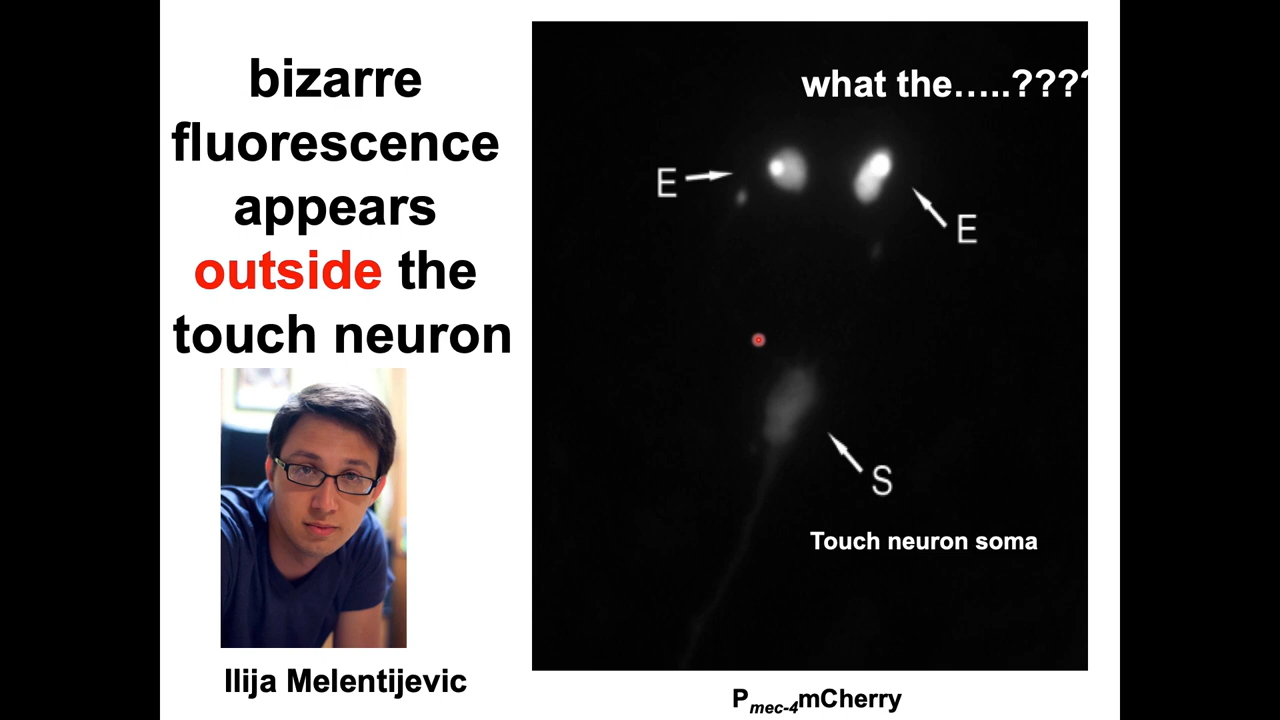 bizarre
fluorescence
appears
outside the
touch neuron
Ilija Melentijevic
what the…..????
E
E
S
Touch neuron soma
Pmec-4mCherry